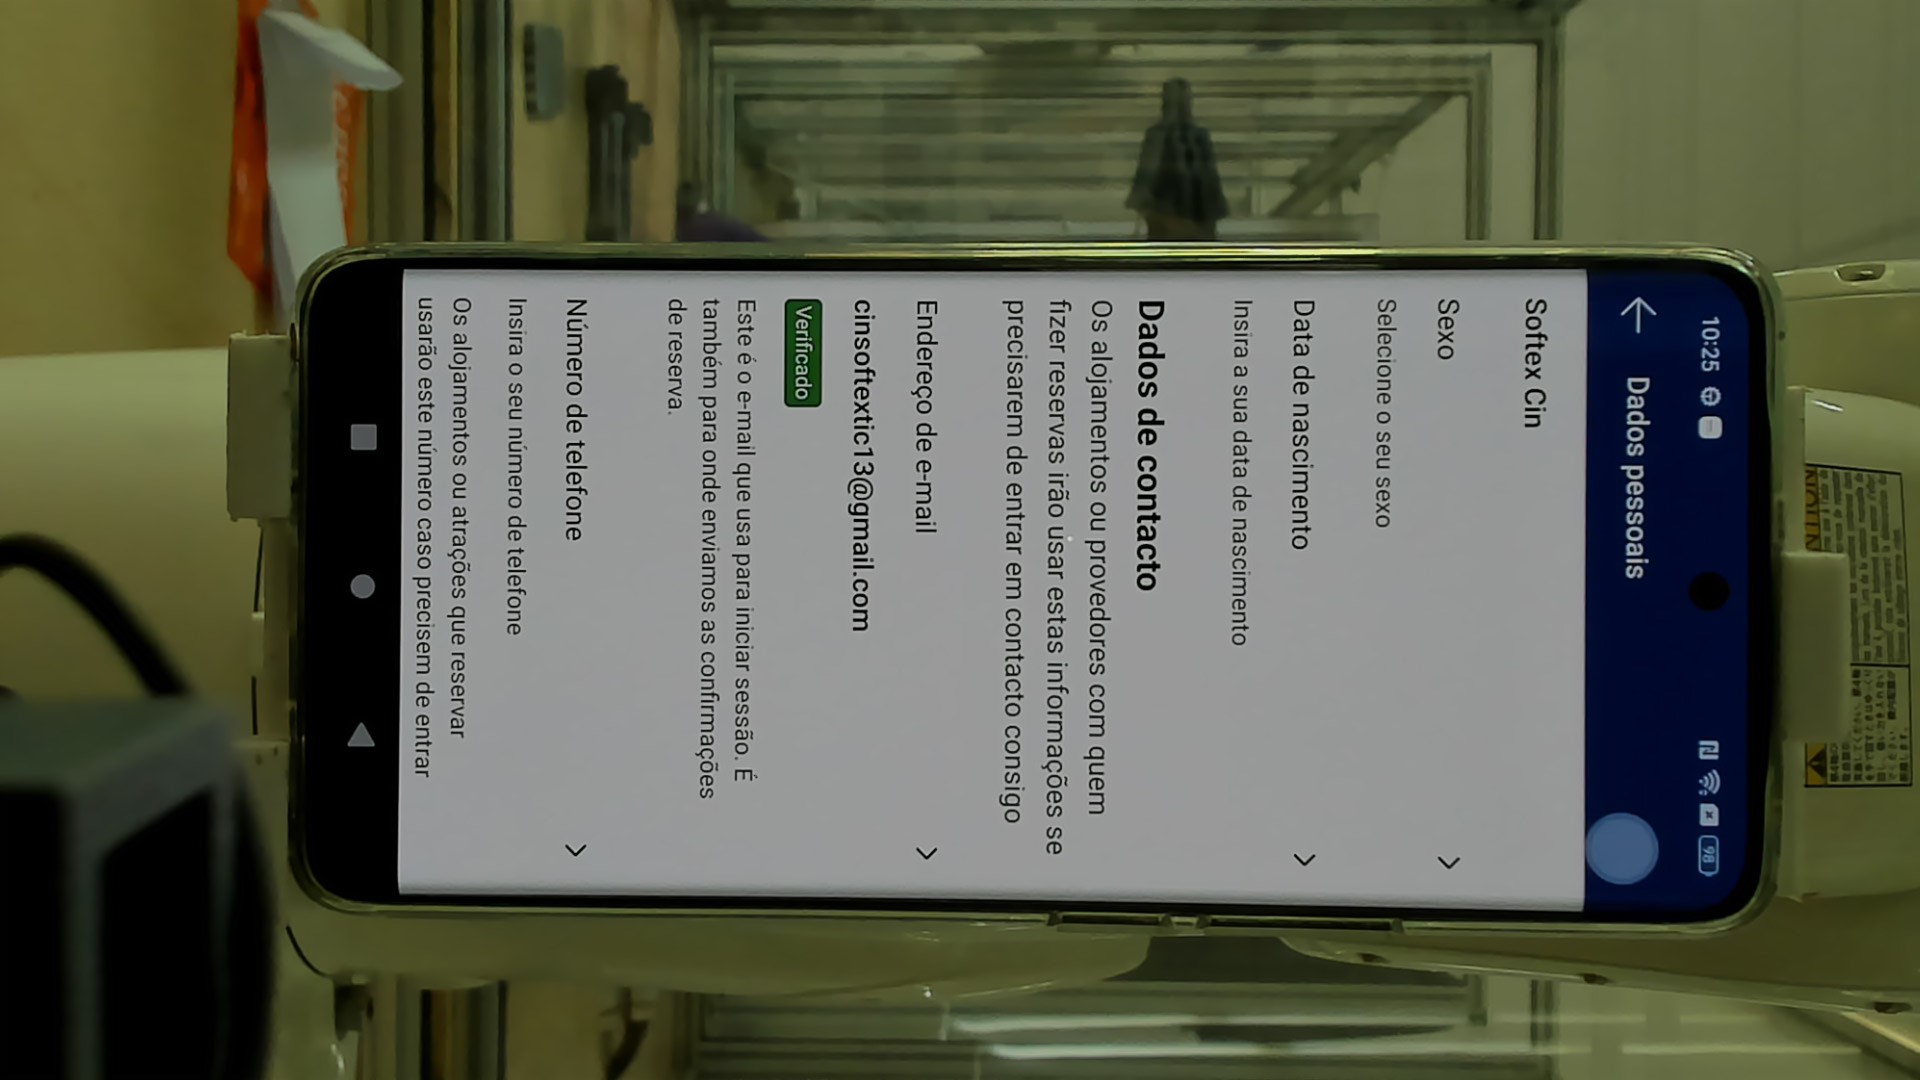 10:25
98
Dados pessoais
Softex Cin
Sexo
Selecione o seu sexo
Data de nascimento
Insira a sua data de nascimento
Dados de contacto
Os alojamentos ou provedores com quem
fizer reservas irão usar estas informações se
precisarem de entrar em contacto consigo
Endereço de e-mail
cinsoftextic13@gmail.com
Verificado
Este é o e-mail que usa para iniciar sessão. É
também para onde enviamos as confirmações
de reserva.
Número de telefone
Insira o seu número de telefone
Os alojamentos ou atrações que reservar
usarão este número caso precisem de entrar